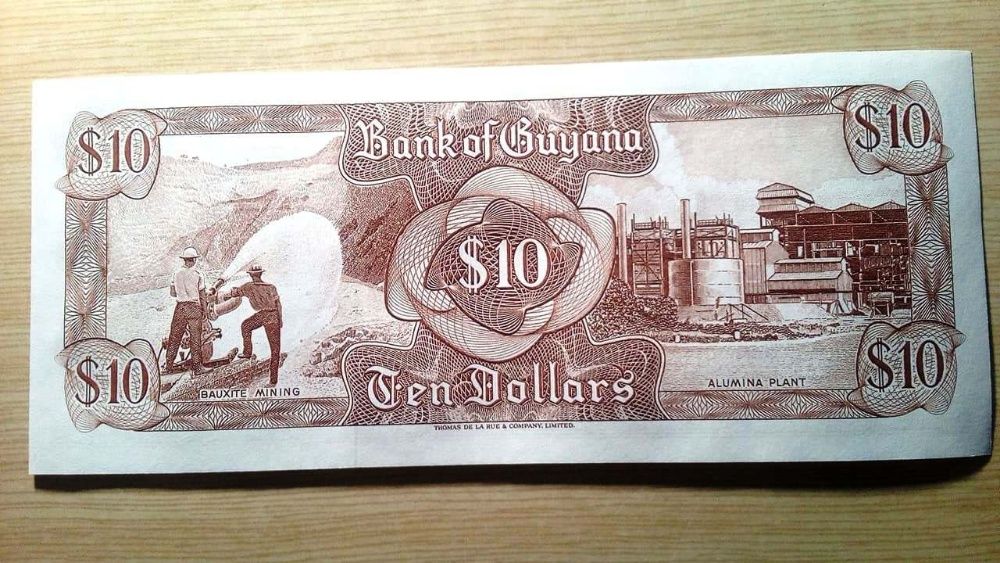 $10
Bank of Guyana
$10
$10
BAUXITE MINING
ALUMINA PLANT
$10
Ten Dollars
$10
THOMAS DE LA RUE & COMPANY, LIMITED.